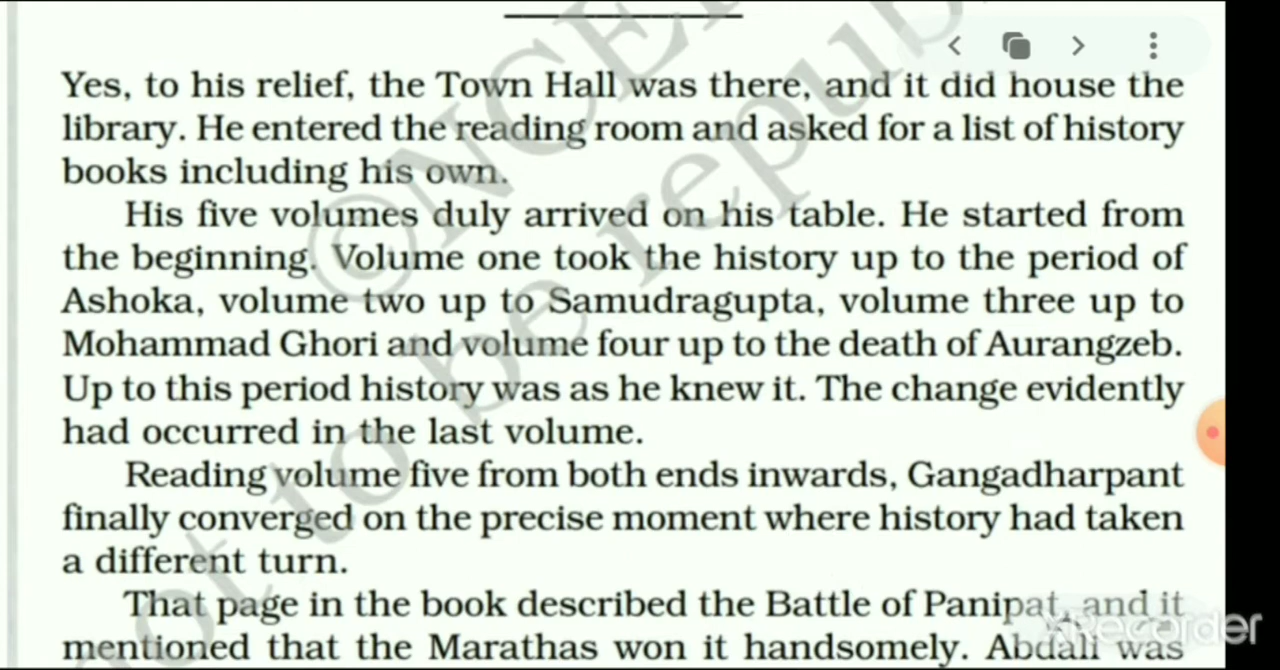 Yes, to his relief, the Town Hall was there, and it did house the
library. He entered the reading room and asked for a list of history
books including his own.
His five volumes duly arrived on his table. He started from
the beginning. Volume one took the history up to the period of
Ashoka, volume two up to Samudragupta, volume three up to
Mohammad Ghori and volume four up to the death of Aurangzeb.
Up to this period history was as he knew it. The change evidently
had occurred in the last volume.
Reading volume five from both ends inwards, Gangadharpant
finally converged on the precise moment where history had taken
a different turn.
That page in the book described the Battle of Panipat, and it
mentioned that the Marathas won it handsomely. Abdali was
not to be repub
XRecorder